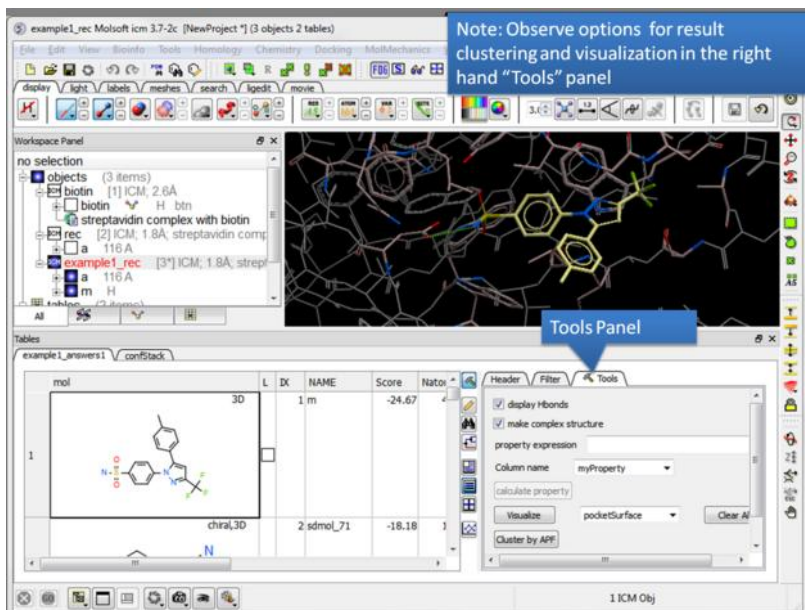 example1_rec Molsoft icm 3.7-2c [NewProject *] (3 objects 2 tables)
Note: Observe options for result
clustering and visualization in the right
hand "Tools" panel
File Edit View Bioinfo Tools Homology Chemistry Docking MolMechanics
display light labels meshes search ligedit movie
Workspace Panel
no selection
objects (3 items)
biotin [1] ICM; 2.6Å
biotin H btn
streptavidin complex with biotin
rec [2] ICM; 1.8Å; streptavidin comp
a 116 A
example1_rec [3*] ICM; 1.8Å; strept
a 116 A
m H
tables (2 items)
All
Tools Panel
Tables
example1_answers1 confStack
mol L IX NAME Score Nato
3D 1 m -24.67 4
1
chiral,3D 2 sdmol_71 -18.18 1
Header Filter Tools
display Hbonds
make complex structure
property expression
Column name myProperty
calculate property
Visualize pocketSurface Clear Al
Cluster by APF
1 ICM Obj